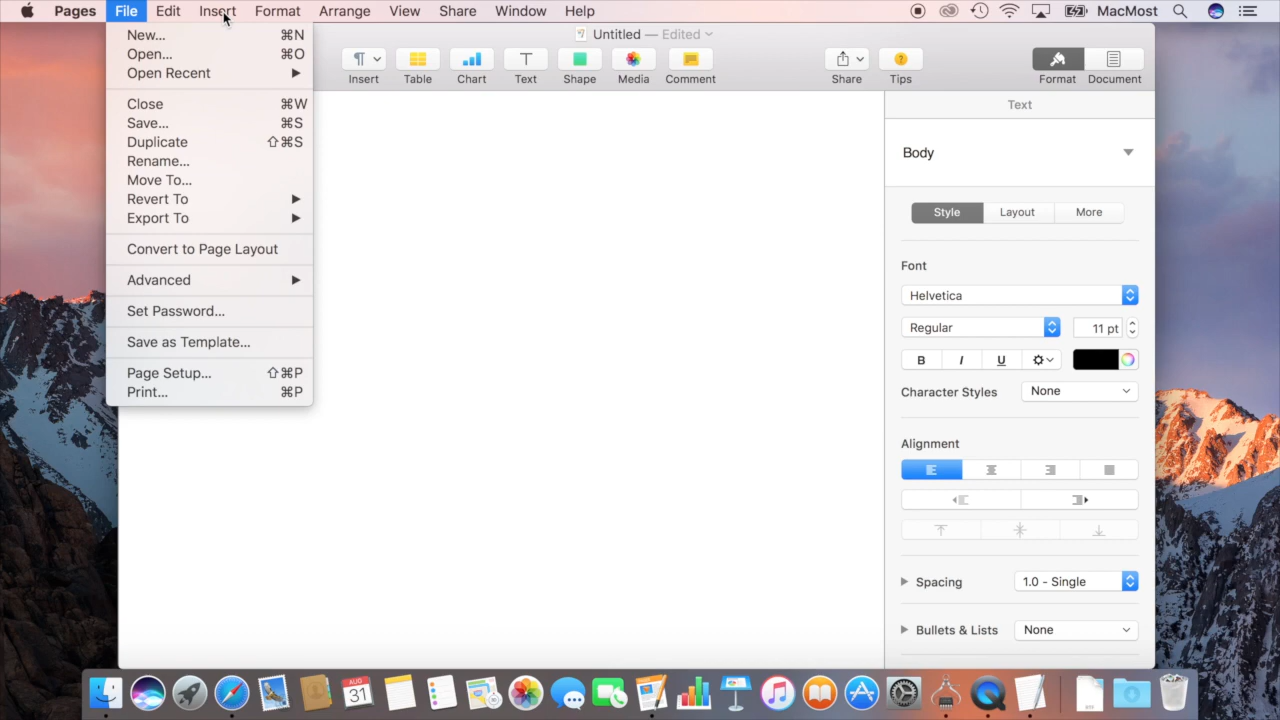 Pages File Edit Insert Format Arrange View Share Window Help MacMost
Untitled — Edited
Insert Table Chart Text Shape Media Comment Share Tips Format Document
New... ⌘N
Open... ⌘O
Open Recent
Close ⌘W
Save... ⌘S
Duplicate ⇧⌘S
Rename...
Move To...
Revert To
Export To
Convert to Page Layout
Advanced
Set Password...
Save as Template...
Page Setup... ⇧⌘P
Print... ⌘P
Text
Body
Style Layout More
Font
Helvetica
Regular 11 pt
B I U
Character Styles None
Alignment
Spacing 1.0 - Single
Bullets & Lists None
AUG
31